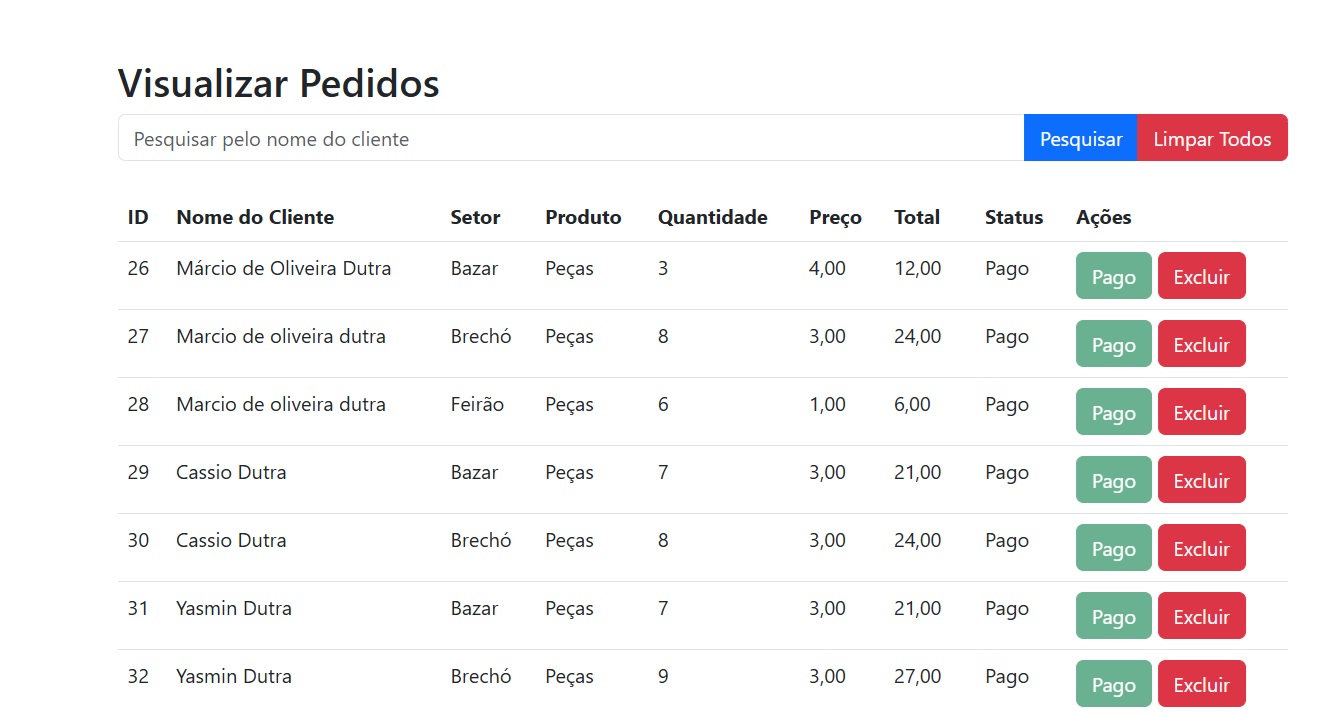 Visualizar Pedidos
Pesquisar pelo nome do cliente Pesquisar Limpar Todos
ID Nome do Cliente Setor Produto Quantidade Preço Total Status Ações
26 Márcio de Oliveira Dutra Bazar Peças 3 4,00 12,00 Pago Pago Excluir
27 Marcio de oliveira dutra Brechó Peças 8 3,00 24,00 Pago Pago Excluir
28 Marcio de oliveira dutra Feirão Peças 6 1,00 6,00 Pago Pago Excluir
29 Cassio Dutra Bazar Peças 7 3,00 21,00 Pago Pago Excluir
30 Cassio Dutra Brechó Peças 8 3,00 24,00 Pago Pago Excluir
31 Yasmin Dutra Bazar Peças 7 3,00 21,00 Pago Pago Excluir
32 Yasmin Dutra Brechó Peças 9 3,00 27,00 Pago Pago Excluir